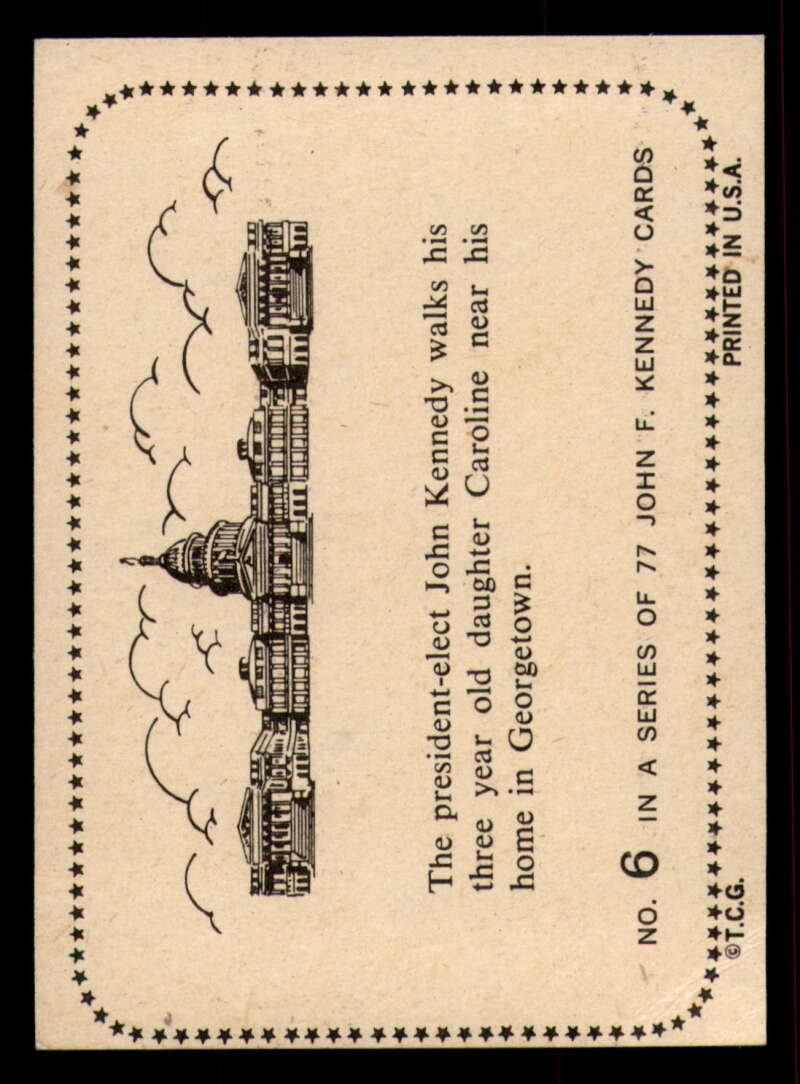 The president-elect John Kennedy walks his
three year old daughter Caroline near his
home in Georgetown.
NO. 6 IN A SERIES OF 77 JOHN F. KENNEDY CARDS
©T.C.G. PRINTED IN U.S.A.